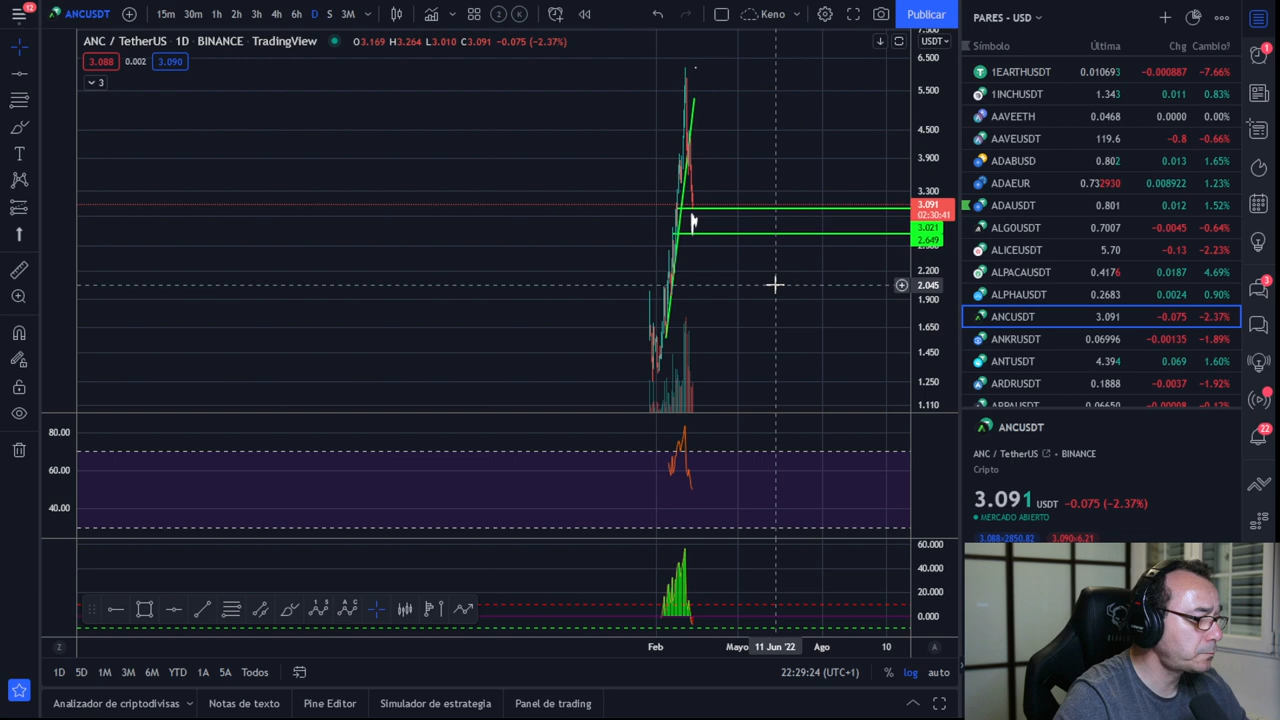 12
ANCUSDT
15m 30m 1h 2h 3h 4h 6h D S 3M
2
K
Keno
Publicar
PARES - USD
ANC / TetherUS · 1D · BINANCE · TradingView
O3.169 H3.264 L3.010 C3.091 -0.075 (-2.37%)
USDT
3.088 0.002 3.090
3
7.500
6.500
5.500
4.500
3.900
3.300
3.091
02:30:41
3.021
2.649
2.200
2.045
1.900
1.650
1.450
1.250
1.110
80.00
60.00
40.00
60.000
40.000
20.000
0.000
Z
Feb
Mayo
11 Jun '22
Ago
10
A
1D 5D 1M 3M 6M YTD 1A 5A Todos
22:29:24 (UTC+1)
% log auto
Analizador de criptodivisas
Notas de texto
Pine Editor
Simulador de estrategia
Panel de trading
Símbolo Última Chg Cambio?
1EARTHUSDT 0.010693 -0.000887 -7.66%
1INCHUSDT 1.343 0.011 0.83%
AAVEETH 0.0468 0.0000 0.00%
AAVEUSDT 119.6 -0.8 -0.66%
ADABUSD 0.802 0.013 1.65%
ADAEUR 0.732930 0.008922 1.23%
ADAUSDT 0.801 0.012 1.52%
ALGOUSDT 0.7007 -0.0045 -0.64%
ALICEUSDT 5.70 -0.13 -2.23%
ALPACAUSDT 0.4176 0.0187 4.69%
ALPHAUSDT 0.2683 0.0024 0.90%
ANCUSDT 3.091 -0.075 -2.37%
ANKRUSDT 0.06996 -0.00135 -1.89%
ANTUSDT 4.394 0.069 1.60%
ARDRUSDT 0.1888 -0.0037 -1.92%
ARPAUSDT 0.06650 -0.00008 -0.12%
ANCUSDT
ANC / TetherUS · BINANCE
Cripto
3.091 USDT -0.075 (-2.37%)
MERCADO ABIERTO
3.088×2850.82 3.090×6.21
1
3
22